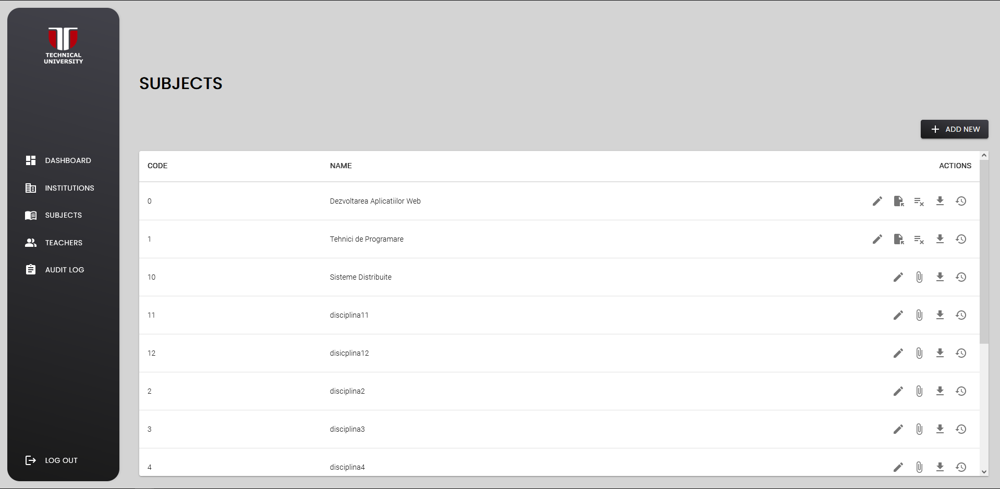 TECHNICAL
UNIVERSITY
DASHBOARD
INSTITUTIONS
SUBJECTS
TEACHERS
AUDIT LOG
LOG OUT
SUBJECTS
ADD NEW
CODE NAME ACTIONS
0 Dezvoltarea Aplicatiilor Web
1 Tehnici de Programare
10 Sisteme Distribuite
11 disciplina11
12 disicplina12
2 disciplina2
3 disciplina3
4 disciplina4